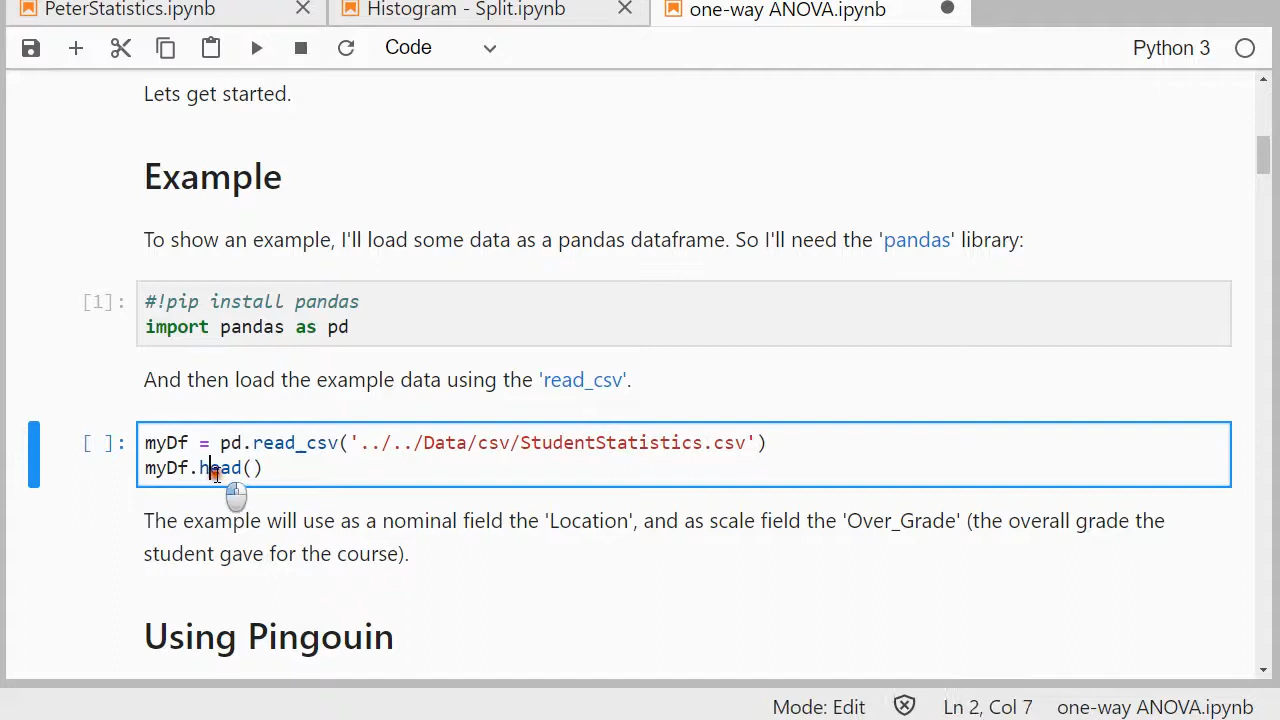 PeterStatistics.ipynb
Histogram - Split.ipynb
one-way ANOVA.ipynb
Code
Python 3
Lets get started.
Example
To show an example, I'll load some data as a pandas dataframe. So I'll need the 'pandas' library:
[1]:
#!pip install pandas
import pandas as pd
And then load the example data using the 'read_csv'.
[ ]:
myDf = pd.read_csv('../../Data/csv/StudentStatistics.csv')
myDf.head()
The example will use as a nominal field the 'Location', and as scale field the 'Over_Grade' (the overall grade the
student gave for the course).
Using Pingouin
Mode: Edit
Ln 2, Col 7
one-way ANOVA.ipynb